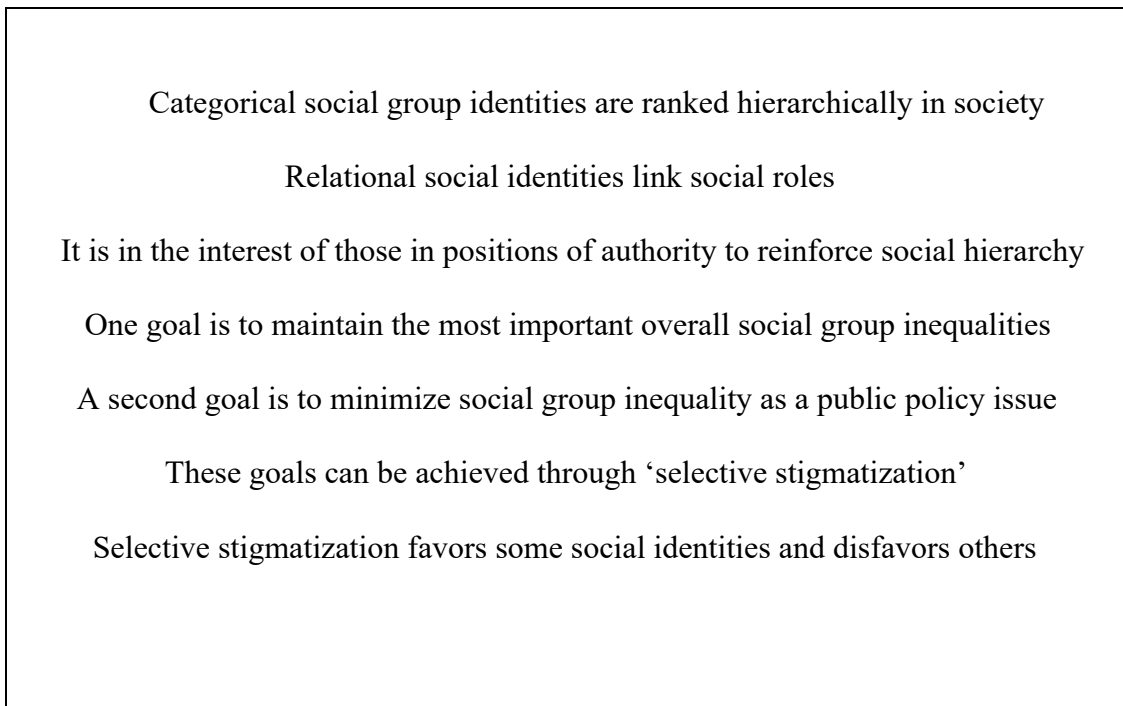 Categorical social group identities are ranked hierarchically in society
Relational social identities link social roles
It is in the interest of those in positions of authority to reinforce social hierarchy
One goal is to maintain the most important overall social group inequalities
A second goal is to minimize social group inequality as a public policy issue
These goals can be achieved through ‘selective stigmatization’
Selective stigmatization favors some social identities and disfavors others